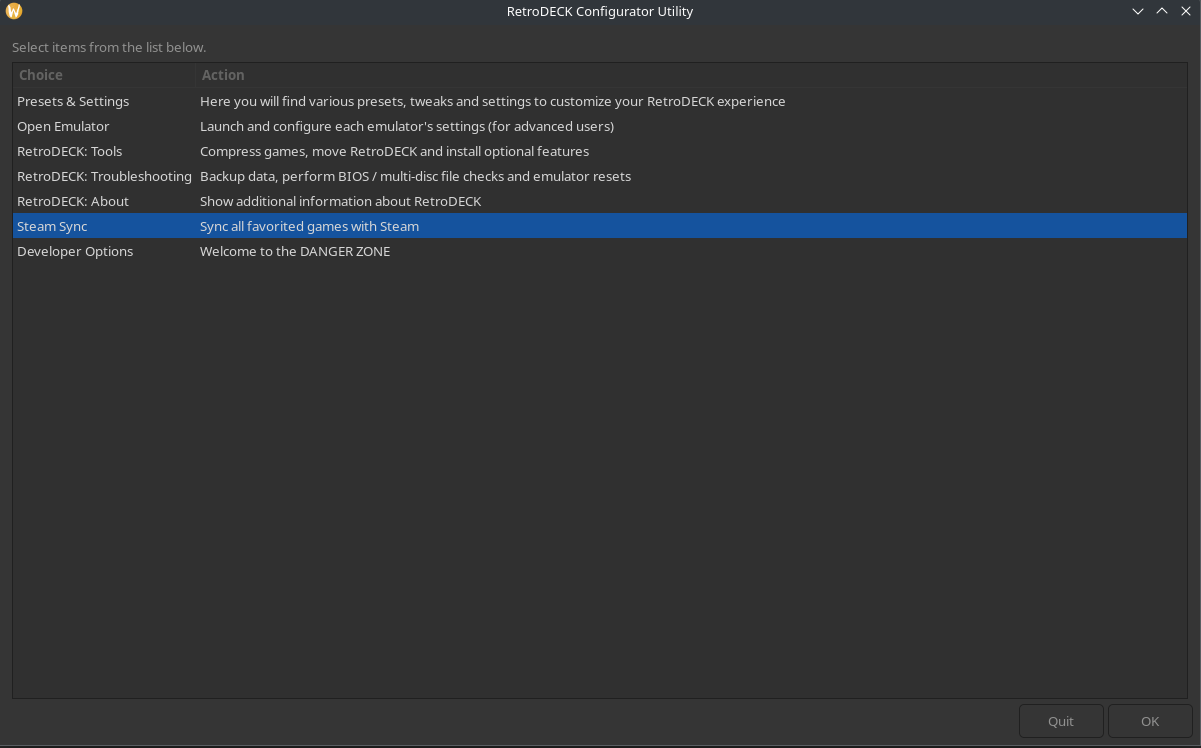 RetroDECK Configurator Utility
Select items from the list below.
Choice Action
Presets & Settings Here you will find various presets, tweaks and settings to customize your RetroDECK experience
Open Emulator Launch and configure each emulator's settings (for advanced users)
RetroDECK: Tools Compress games, move RetroDECK and install optional features
RetroDECK: Troubleshooting Backup data, perform BIOS / multi-disc file checks and emulator resets
RetroDECK: About Show additional information about RetroDECK
Steam Sync Sync all favorited games with Steam
Developer Options Welcome to the DANGER ZONE
Quit OK